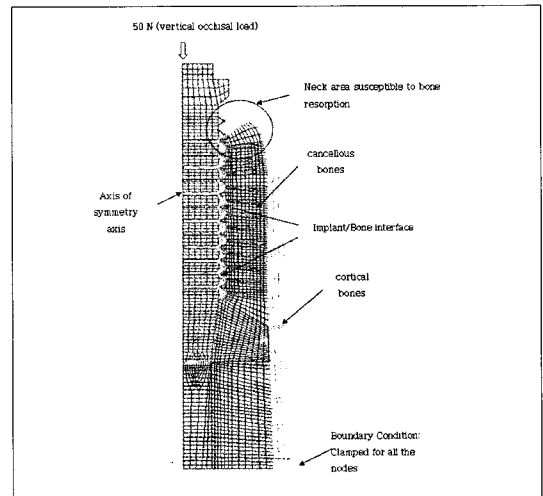 50 N (vertical occlusal load)
Neck area susceptible to bone
resorption
cancellous
bones
Axis of
symmetry
axis
Implant/Bone interface
cortical
bones
Boundary Condition:
Clamped for all the
nodes